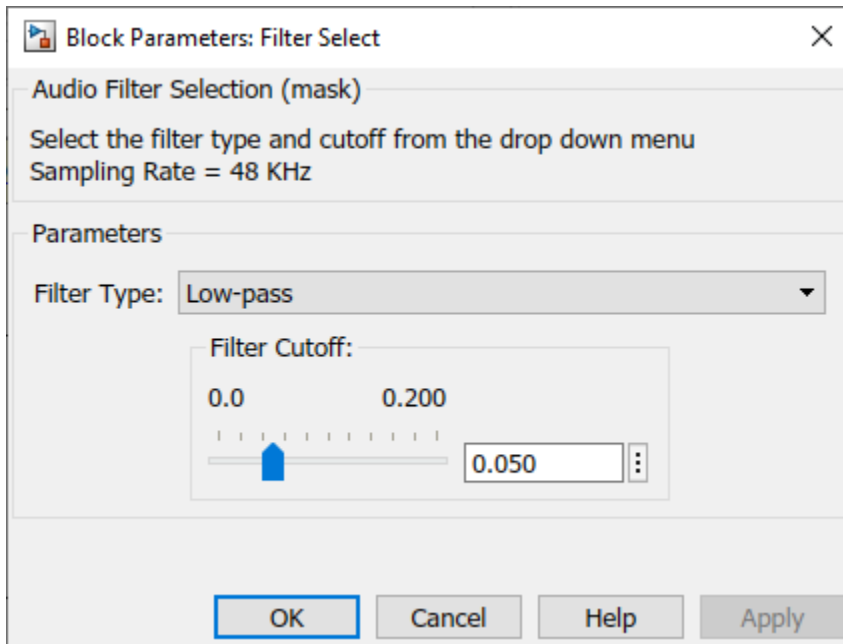 Block Parameters: Filter Select
Audio Filter Selection (mask)
Select the filter type and cutoff from the drop down menu
Sampling Rate = 48 KHz
Parameters
Filter Type: Low-pass
Filter Cutoff:
0.0 0.200
0.050
OK Cancel Help Apply